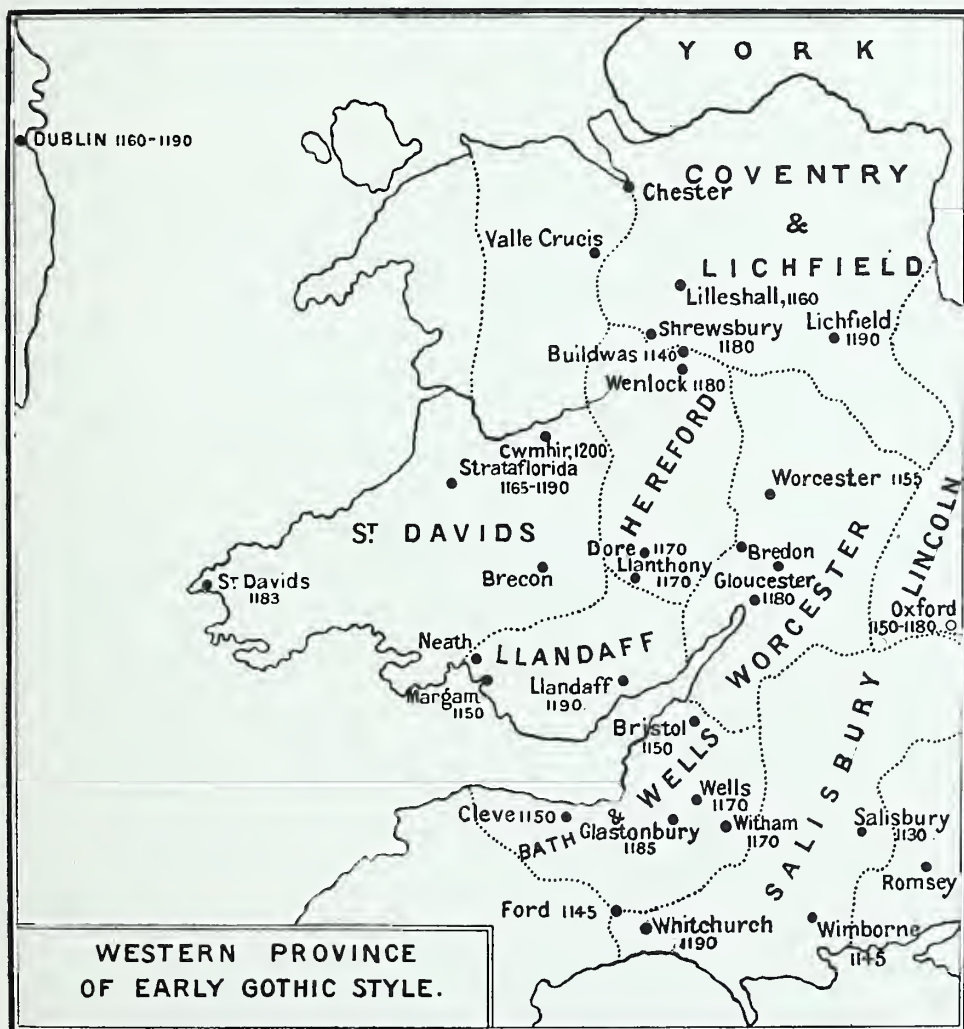 YORK
DUBLIN 1160-1190
COVENTRY
&
LICHFIELD
Chester
Valle Crucis
Lilleshall, 1160
Shrewsbury
1180
Lichfield
1190
Buildwas 1140
Wenlock 1180
HEREFORD
Cwmhir, 1200
Strataflorida
1165-1190
Worcester 1155
LINCOLN
ST DAVIDS
Dore 1170
Llanthony
1170
Bredon
Gloucester
1180
WORCESTER
Brecon
St Davids
1183
Oxford
1150-1180
Neath
LLANDAFF
Margam
1150
Llandaff
1190.
Bristol
1150
SALISBURY
BATH & WELLS
Wells
1170
Cleve 1150
Glastonbury
1185
Witham
1170
Salisbury
1130
Romsey
Ford 1145
Whitchurch
1190
Wimborne
WESTERN PROVINCE
OF EARLY GOTHIC STYLE.